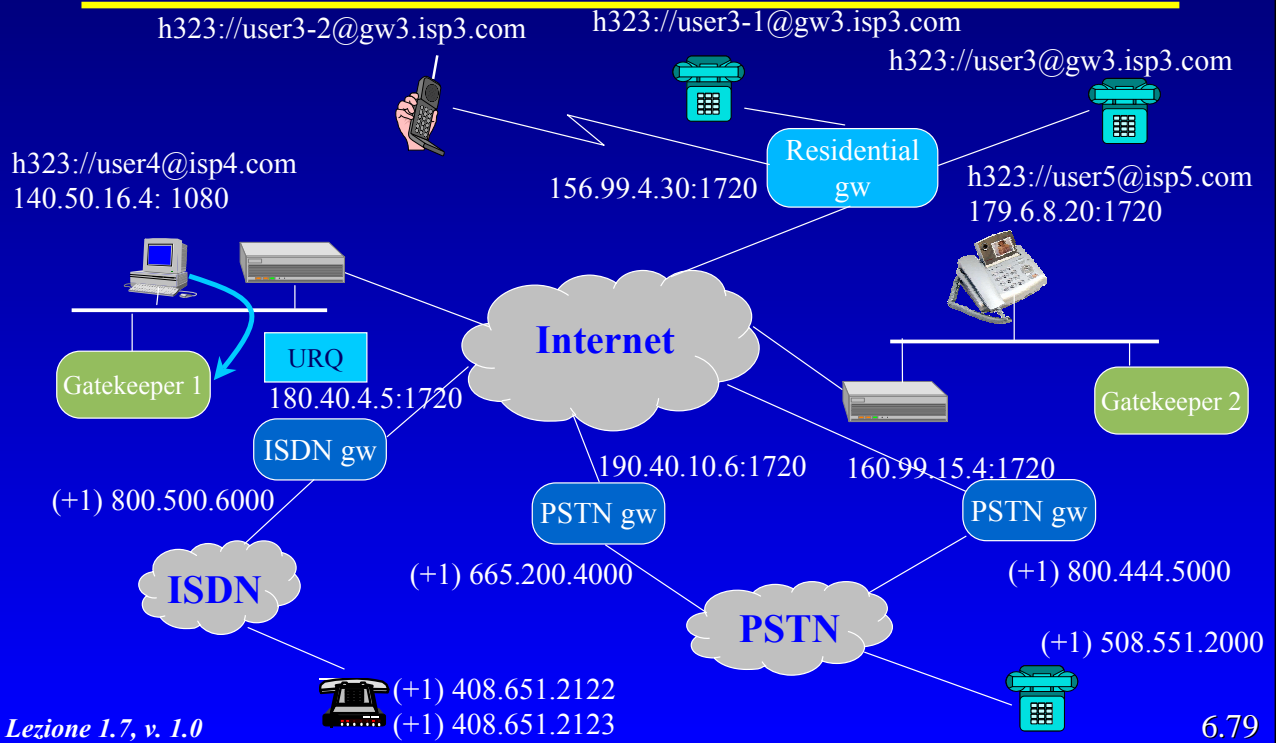 h323://user3-2@gw3.isp3.com
h323://user3-1@gw3.isp3.com
h323://user3@gw3.isp3.com
Residential
gw
h323://user4@isp4.com
140.50.16.4: 1080
156.99.4.30:1720
h323://user5@isp5.com
179.6.8.20:1720
Internet
URQ
Gatekeeper 1
180.40.4.5:1720
Gatekeeper 2
ISDN gw
190.40.10.6:1720
160.99.15.4:1720
(+1) 800.500.6000
PSTN gw
PSTN gw
(+1) 665.200.4000
(+1) 800.444.5000
ISDN
PSTN
(+1) 508.551.2000
(+1) 408.651.2122
(+1) 408.651.2123
Lezione 1.7, v. 1.0
6.79